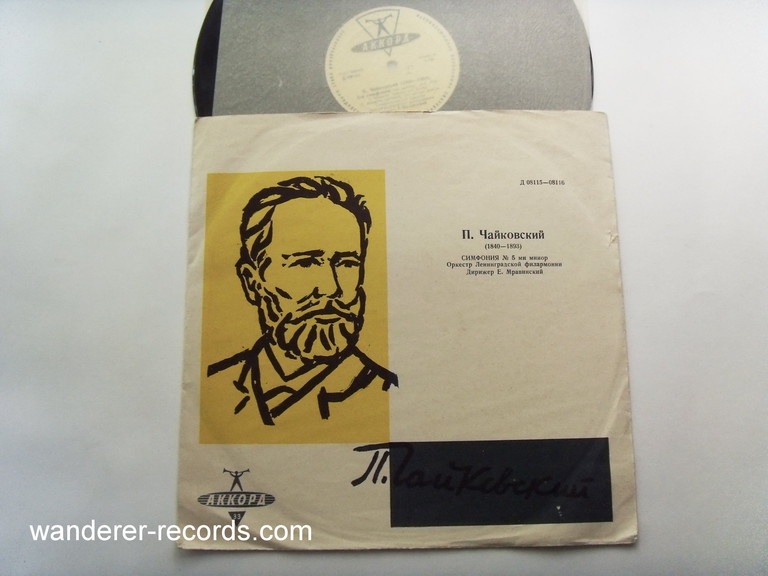 АККОРД
Д 08115—08116
П. Чайковский
(1840—1893)
СИМФОНИЯ № 5 ми минор
Оркестр Ленинградской филармонии
Дирижер Е. Мравинский
П. Чайковский
АККОРД
33
wanderer-records.com